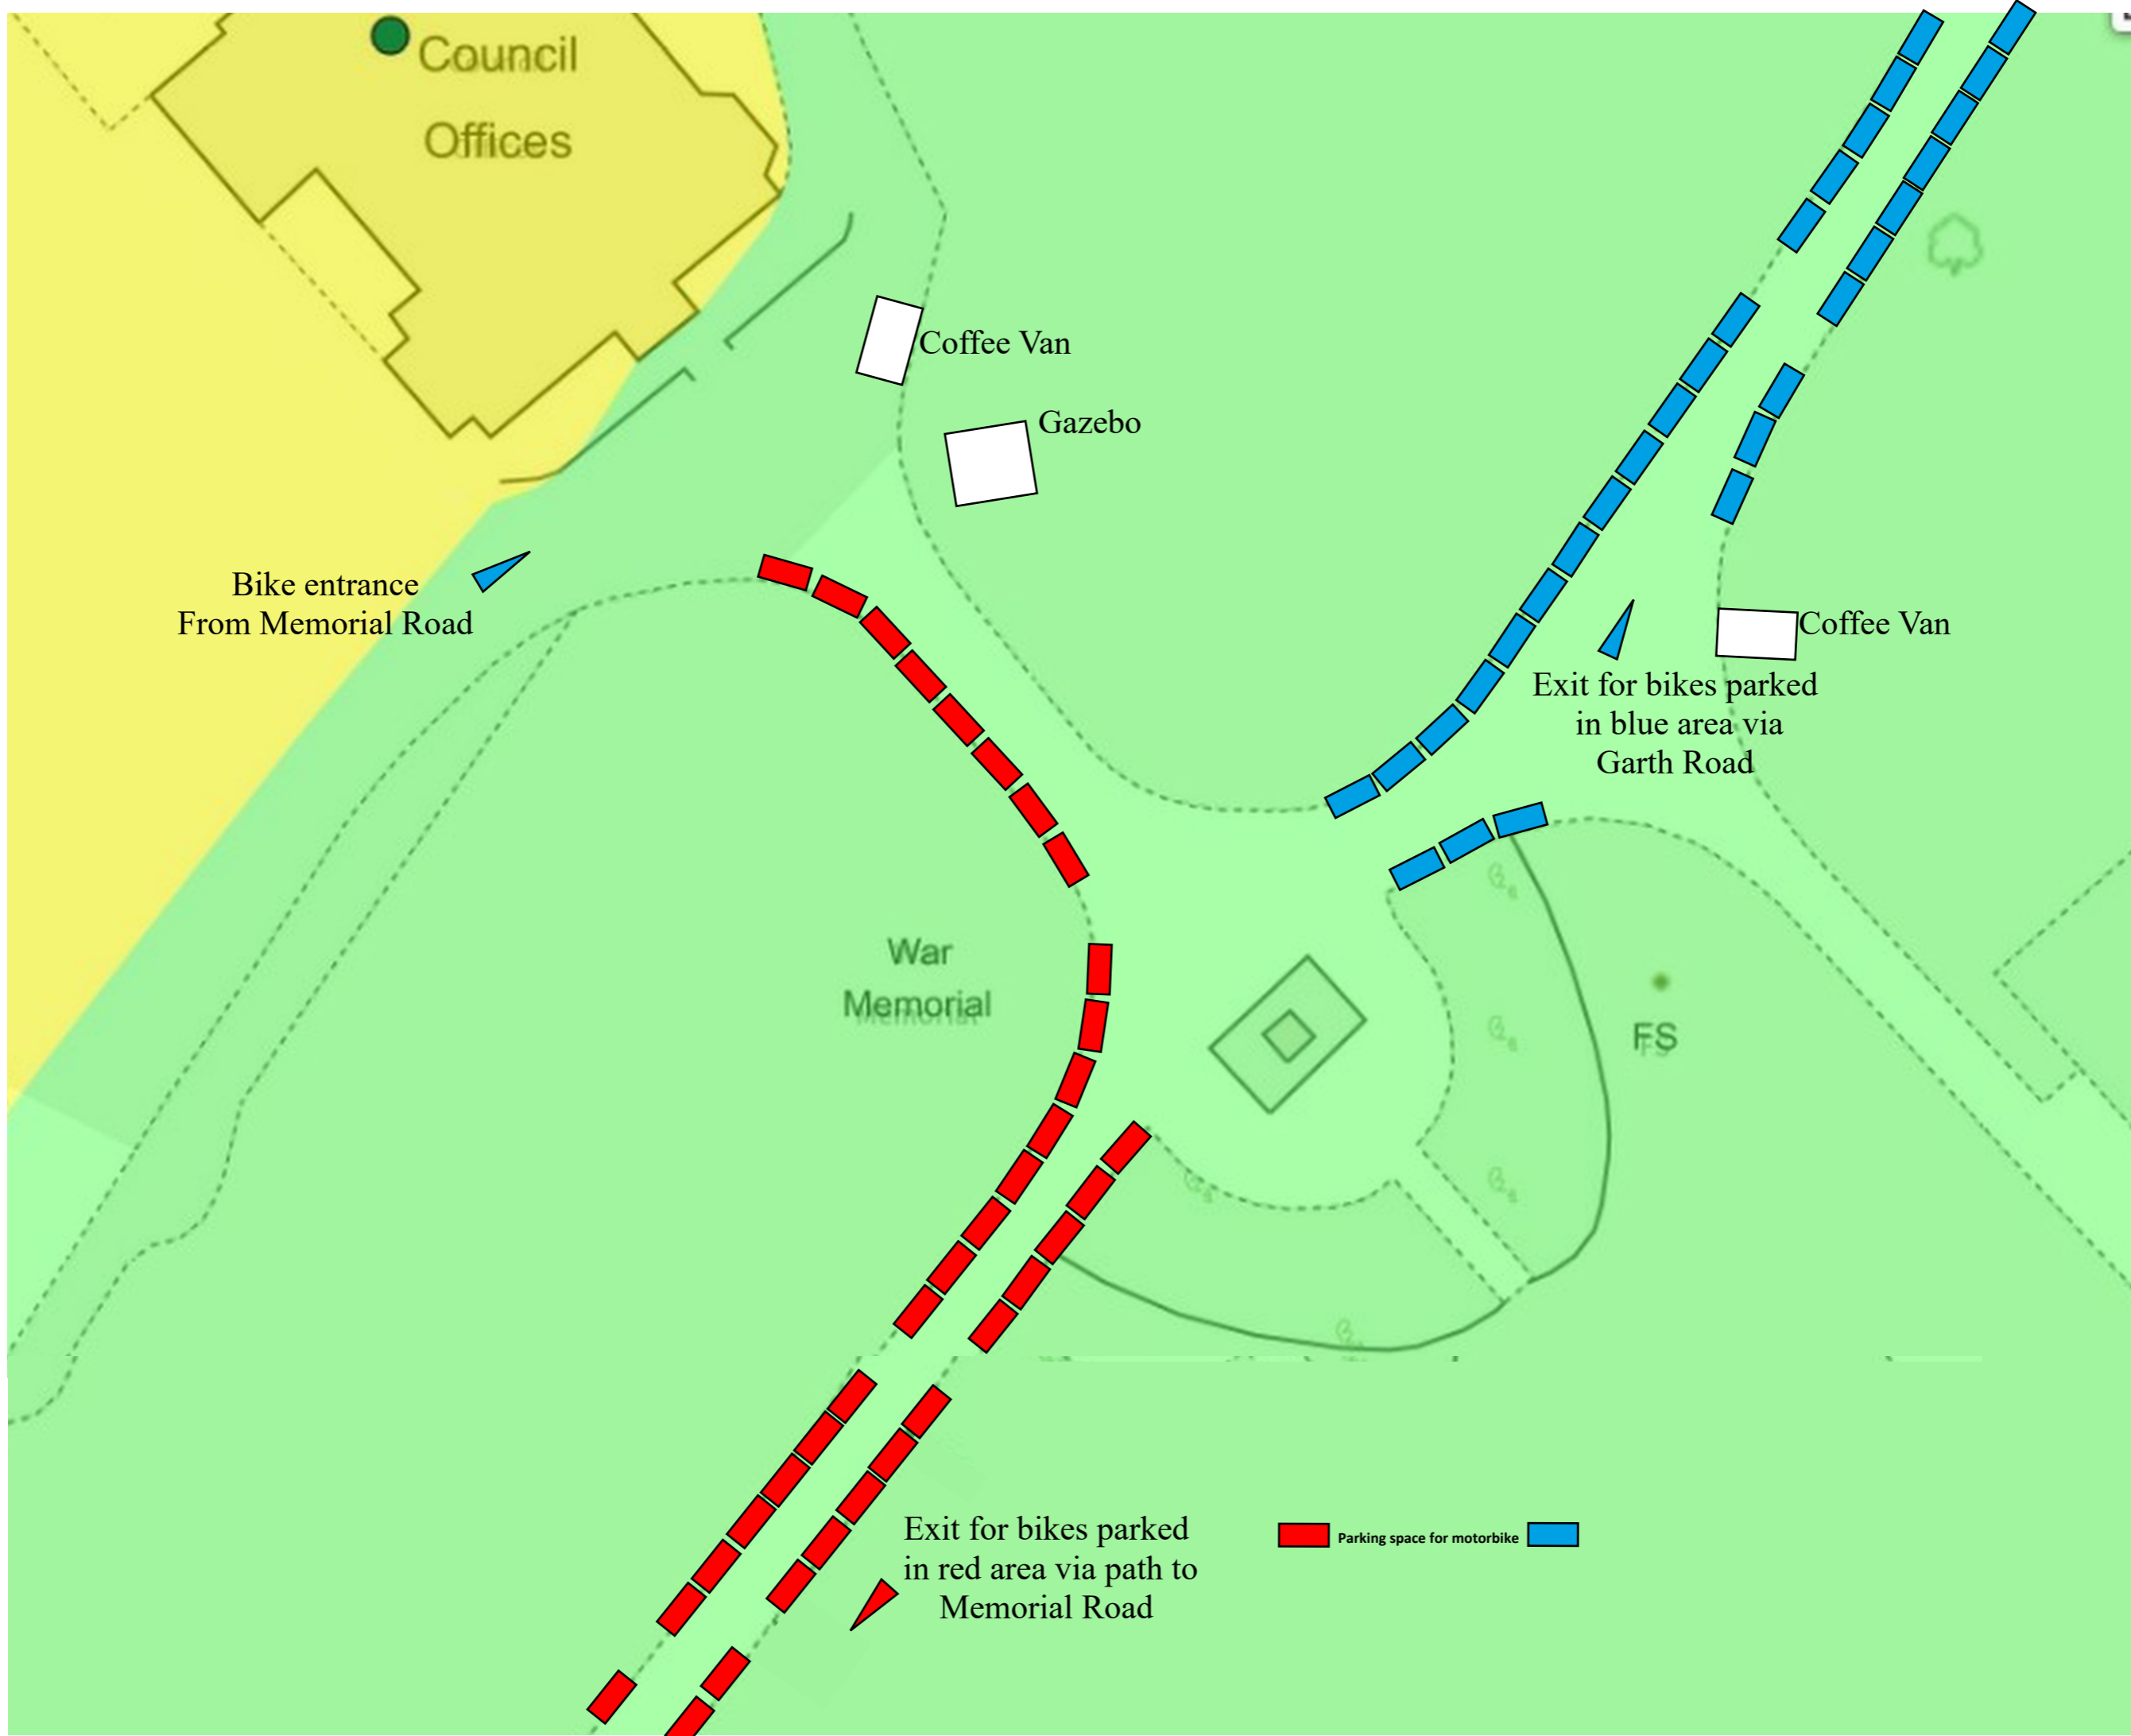 Council
Offices
Coffee Van
Gazebo
Bike entrance
From Memorial Road
Coffee Van
Exit for bikes parked
in blue area via
Garth Road
War
Memorial
FS
Exit for bikes parked
in red area via path to
Memorial Road
Parking space for motorbike